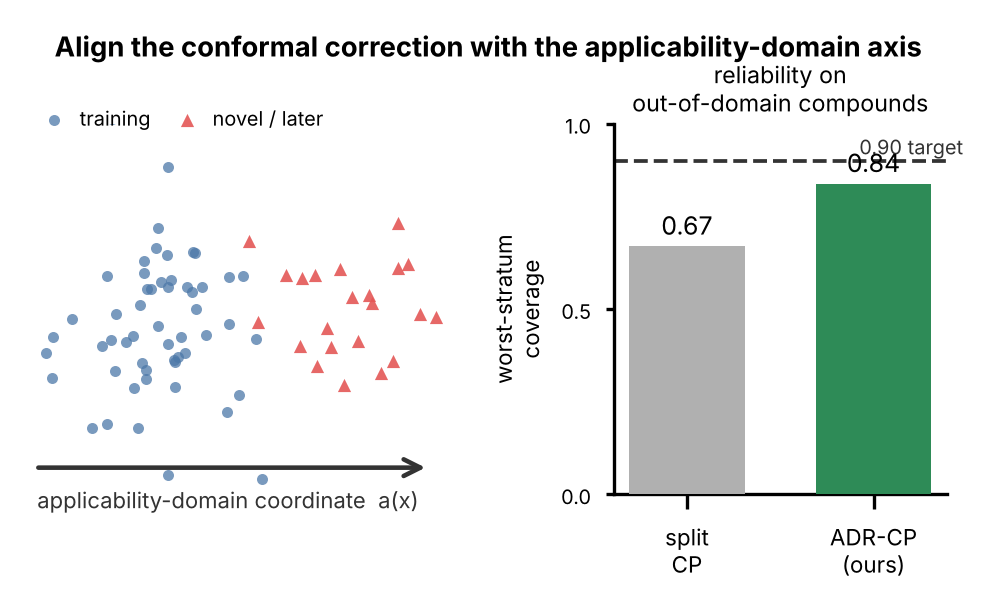 Align the conformal correction with the applicability-domain axis
training
novel / later
applicability-domain coordinate a(x)
reliability on
out-of-domain compounds
1.0
0.5
0.0
worst-stratum
coverage
0.90 target
0.67
0.84
split
CP
ADR-CP
(ours)